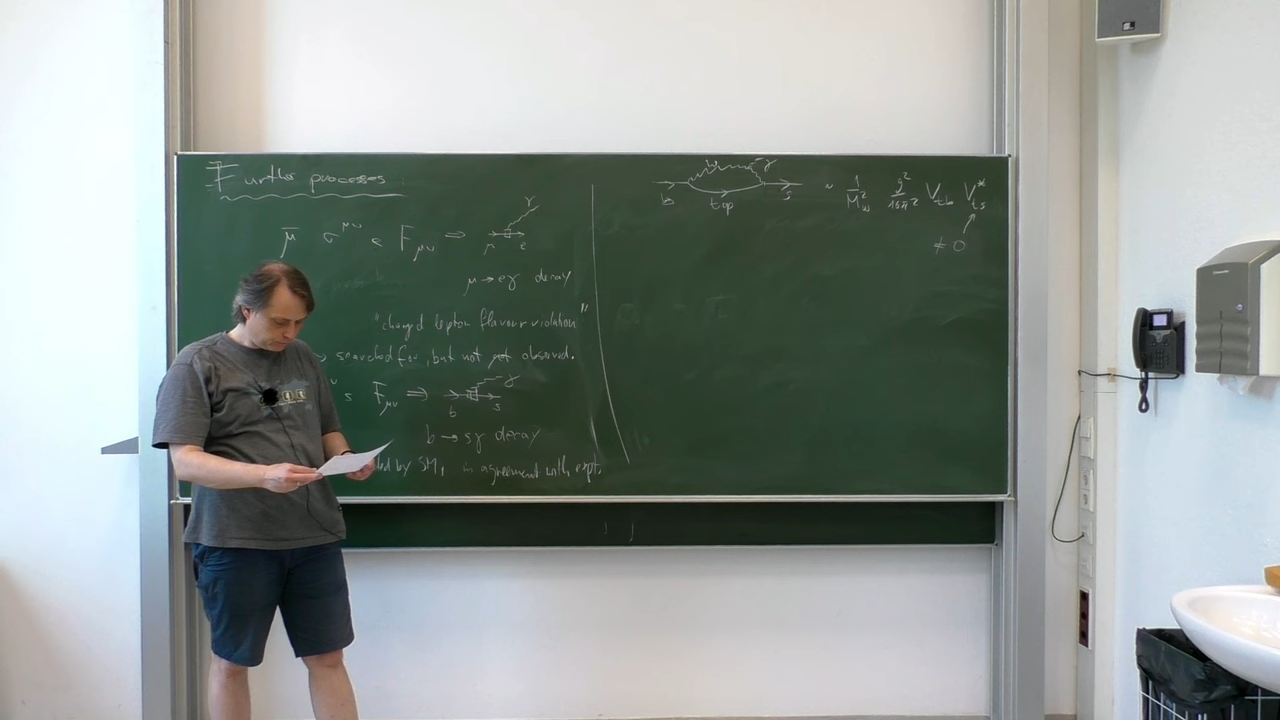 Further processes
μ̄ σ^μν e F_μν ⇒ μ e γ
μ → eγ decay
"charged lepton flavour violation"
searched for, but not yet observed.
s F_μν ⇒ b s γ
b → sγ decay
by SM, in agreement with expt.
b W γ top s ~ 1/M_W² g²/16π² V_tb V_ts*
≠ 0